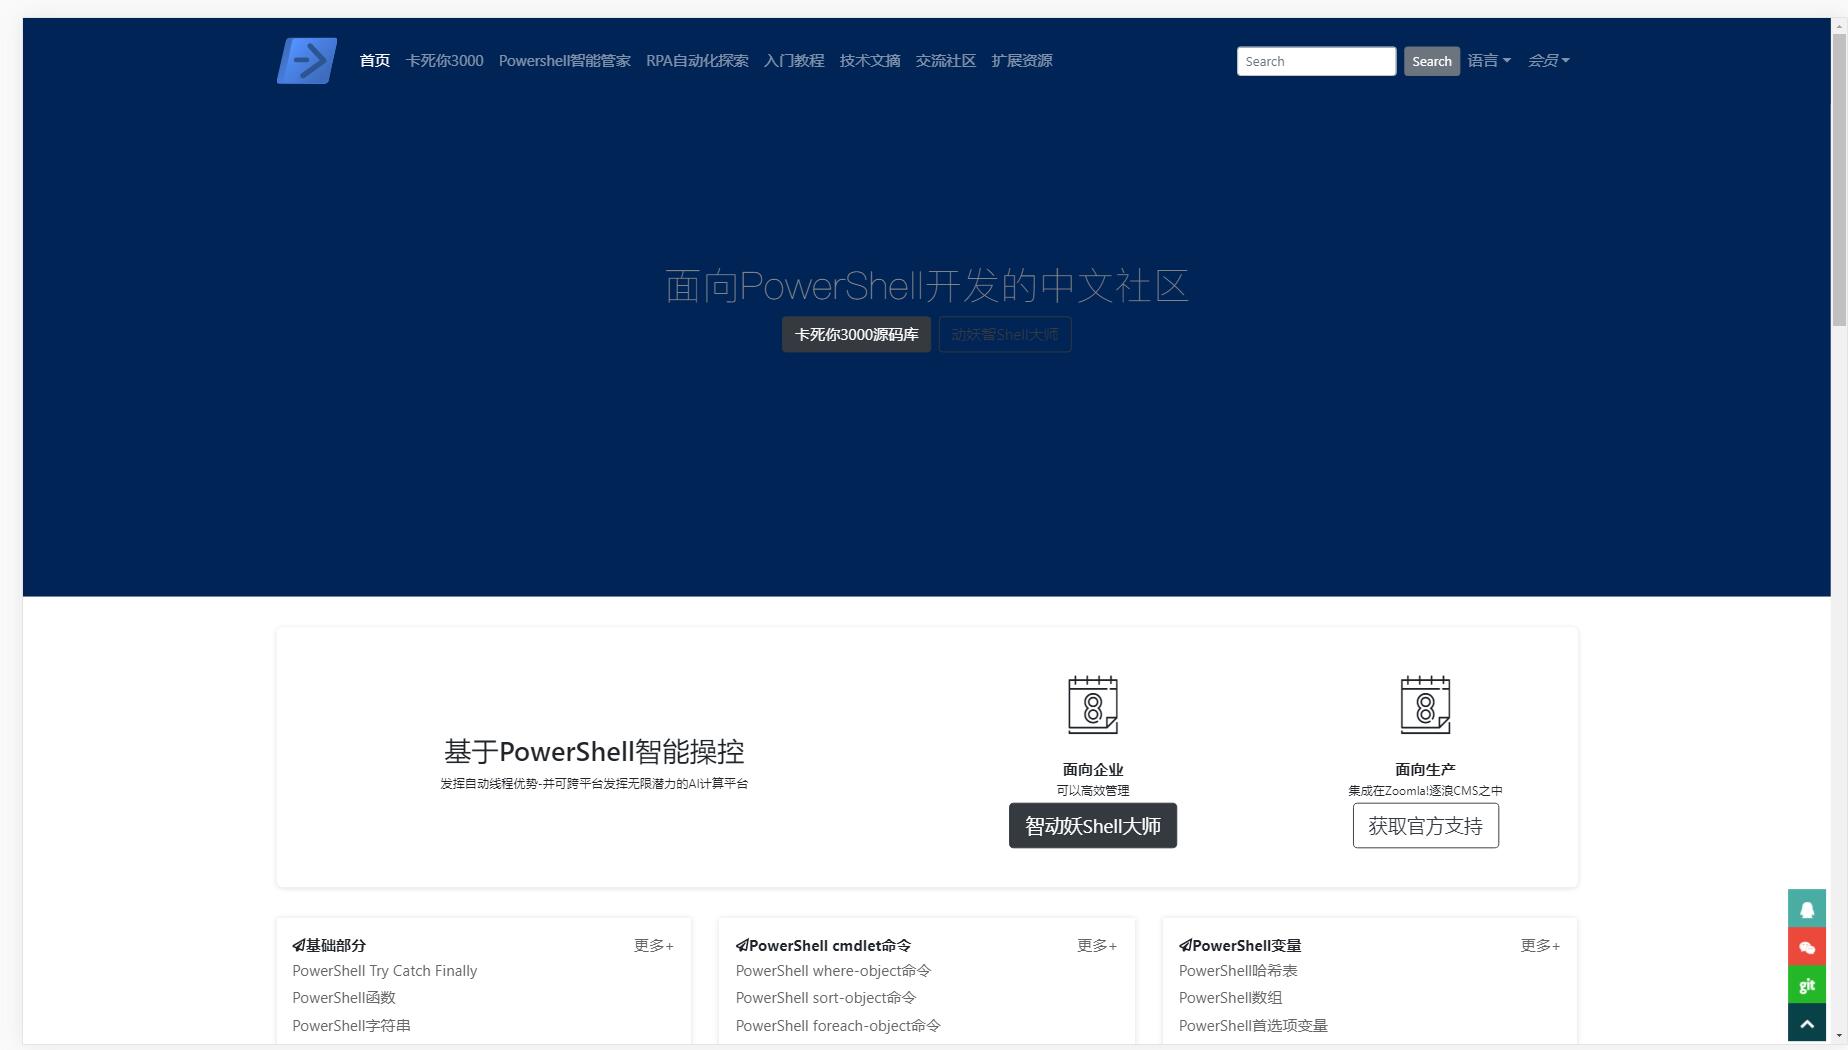 首页 卡死你3000 Powershell智能管家 RPA自动化探索 入门教程 技术文摘 交流社区 扩展资源 Search Search 语言 会员
面向PowerShell开发的中文社区
卡死你3000源码库 动妖智Shell大师
8 8
基于PowerShell智能操控
发挥自动线程优势-并可跨平台发挥无限潜力的AI计算平台
面向企业
可以高效管理
智动妖Shell大师
面向生产
集成在Zoomla!逐浪CMS之中
获取官方支持
基础部分 更多+
PowerShell Try Catch Finally
PowerShell函数
PowerShell字符串
PowerShell cmdlet命令 更多+
PowerShell where-object命令
PowerShell sort-object命令
PowerShell foreach-object命令
PowerShell变量 更多+
PowerShell哈希表
PowerShell数组
PowerShell首选项变量
git